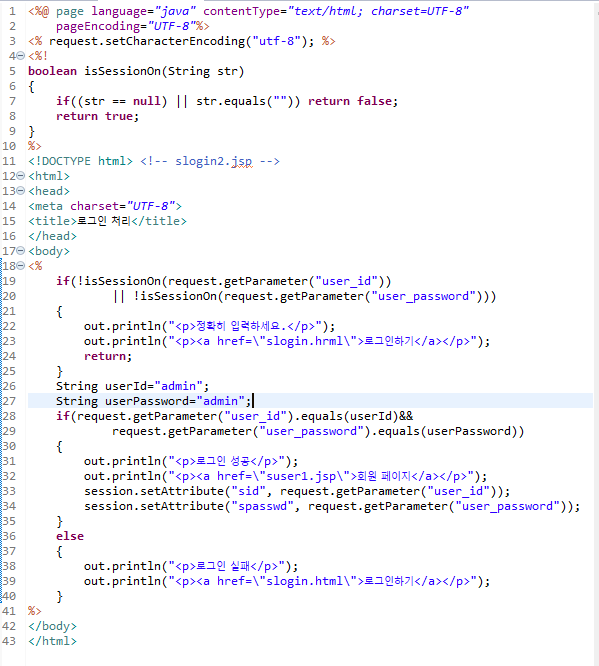 1 <%@ page language="java" contentType="text/html; charset=UTF-8"
2     pageEncoding="UTF-8"%>
3 <% request.setCharacterEncoding("utf-8"); %>
4 <%!
5 boolean isSessionOn(String str)
6 {
7     if((str == null) || str.equals("")) return false;
8     return true;
9 }
10 %>
11 <!DOCTYPE html> <!-- slogin2.jsp -->
12 <html>
13 <head>
14 <meta charset="UTF-8">
15 <title>로그인 처리</title>
16 </head>
17 <body>
18 <%
19     if(!isSessionOn(request.getParameter("user_id"))
20             || !isSessionOn(request.getParameter("user_password")))
21     {
22         out.println("<p>정확히 입력하세요.</p>");
23         out.println("<p><a href=\"slogin.hrml\">로그인하기</a></p>");
24         return;
25     }
26     String userId="admin";
27     String userPassword="admin";
28     if(request.getParameter("user_id").equals(userId)&&
29             request.getParameter("user_password").equals(userPassword))
30     {
31         out.println("<p>로그인 성공</p>");
32         out.println("<p><a href=\"suser1.jsp\">회원 페이지</a></p>");
33         session.setAttribute("sid", request.getParameter("user_id"));
34         session.setAttribute("spasswd", request.getParameter("user_password"));
35     }
36     else
37     {
38         out.println("<p>로그인 실패</p>");
39         out.println("<p><a href=\"slogin.html\">로그인하기</a></p>");
40     }
41 %>
42 </body>
43 </html>